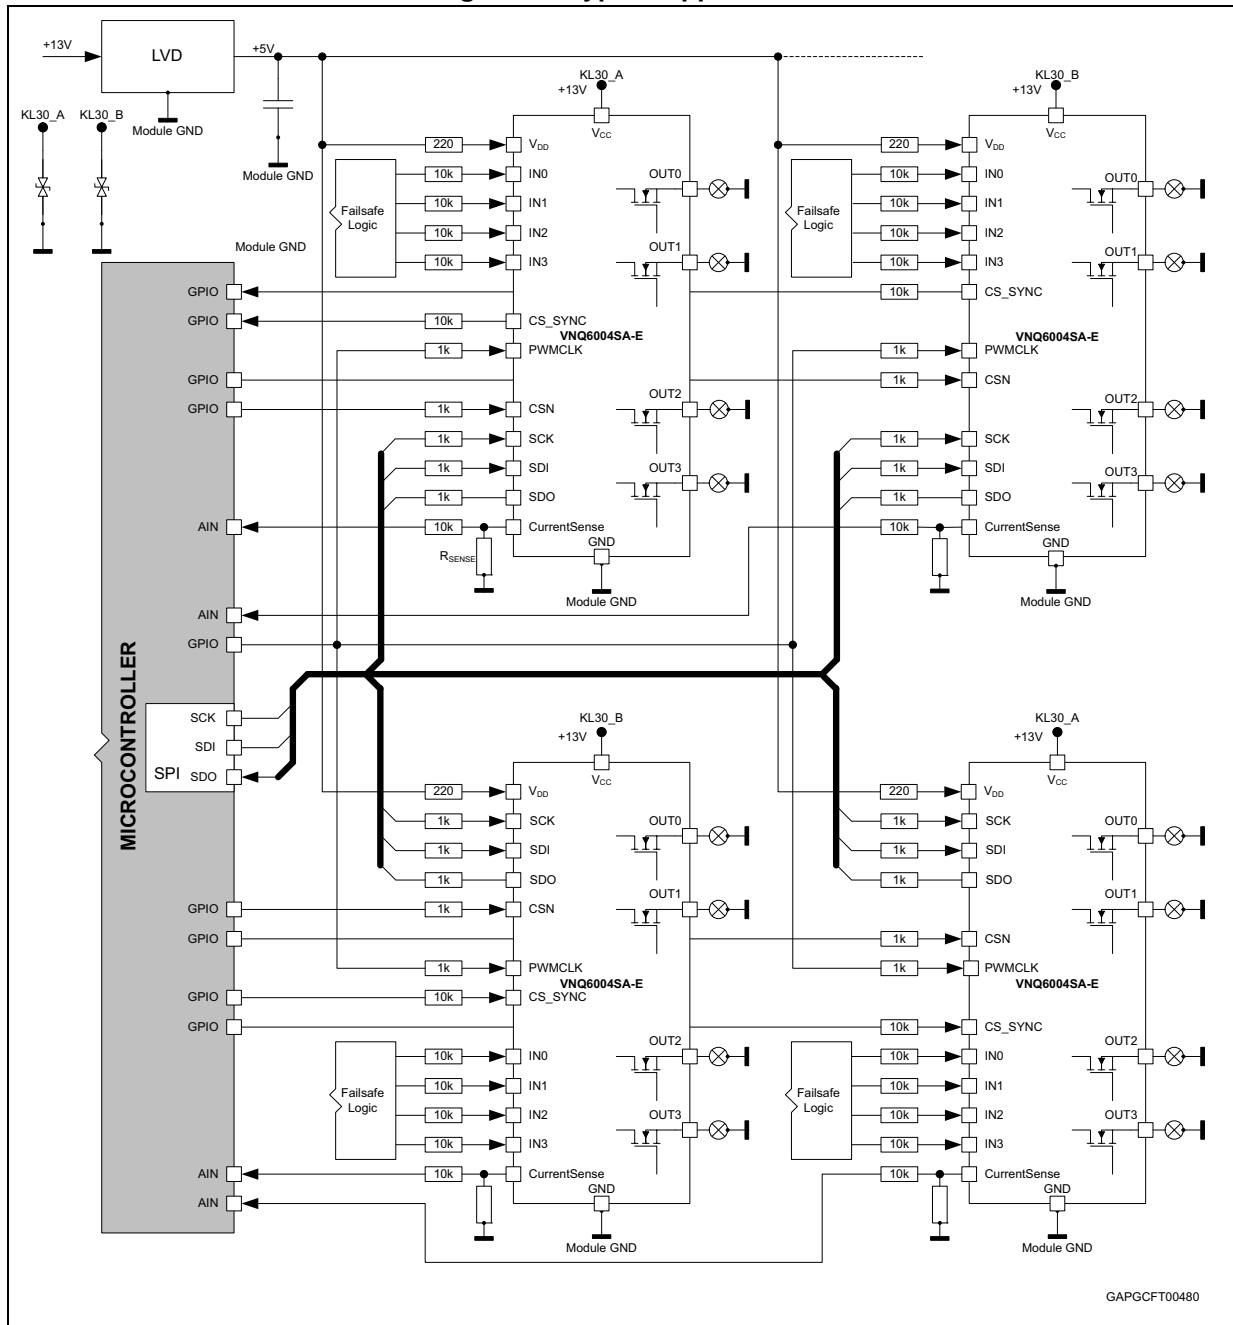 +13V
LVD
+5V
Module GND
KL30_A
KL30_B
Module GND
Module GND
KL30_A
+13V
VCC
220
VDD
Failsafe
Logic
10k
IN0
10k
IN1
10k
IN2
10k
IN3
OUT0
OUT1
10k
CS_SYNC
VNQ6004SA-E
1k
PWMCLK
1k
CSN
OUT2
1k
SCK
1k
SDI
OUT3
1k
SDO
10k
CurrentSense
RSENSE
GND
Module GND
KL30_B
+13V
VCC
220
VDD
Failsafe
Logic
10k
IN0
10k
IN1
10k
IN2
10k
IN3
OUT0
OUT1
10k
CS_SYNC
VNQ6004SA-E
1k
PWMCLK
1k
CSN
OUT2
1k
SCK
1k
SDI
OUT3
1k
SDO
10k
CurrentSense
GND
Module GND
GPIO
GPIO
GPIO
GPIO
AIN
AIN
GPIO
MICROCONTROLLER
SPI
SCK
SDI
SDO
GPIO
GPIO
GPIO
GPIO
AIN
AIN
KL30_B
+13V
VCC
220
VDD
1k
SCK
OUT0
1k
SDI
1k
SDO
OUT1
1k
CSN
1k
PWMCLK
VNQ6004SA-E
10k
CS_SYNC
Failsafe
Logic
10k
IN0
10k
IN1
10k
IN2
10k
IN3
OUT2
OUT3
10k
CurrentSense
GND
Module GND
KL30_A
+13V
VCC
220
VDD
1k
SCK
OUT0
1k
SDI
1k
SDO
OUT1
1k
CSN
1k
PWMCLK
VNQ6004SA-E
10k
CS_SYNC
Failsafe
Logic
10k
IN0
10k
IN1
10k
IN2
10k
IN3
OUT2
OUT3
10k
CurrentSense
GND
Module GND
GAPGCFT00480